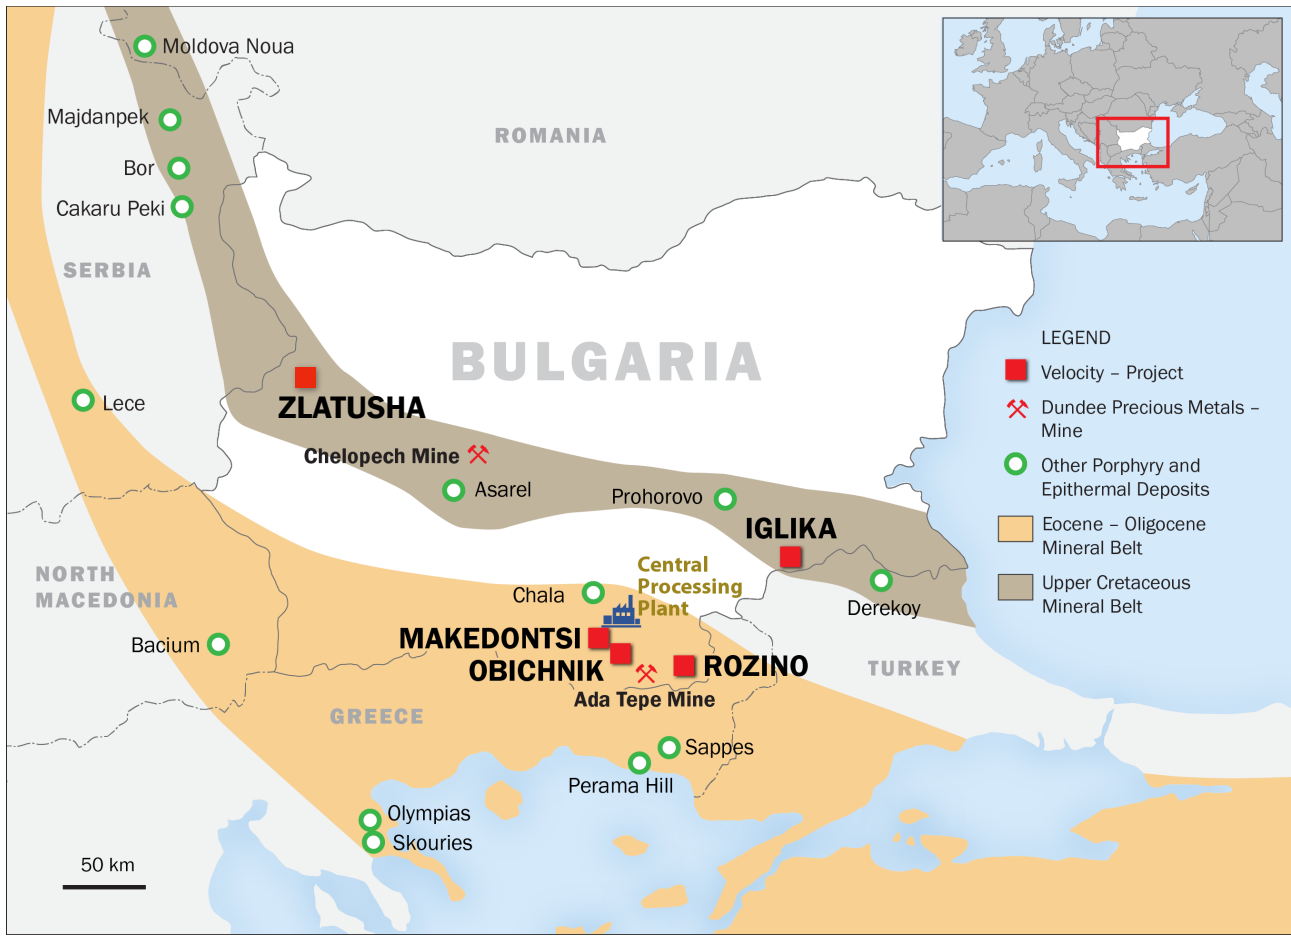 Moldova Noua
Majdanpek
ROMANIA
Bor
Cakaru Peki
SERBIA
BULGARIA
LEGEND
Velocity – Project
Dundee Precious Metals –
Mine
Other Porphyry and
Epithermal Deposits
Eocene – Oligocene
Mineral Belt
Upper Cretaceous
Mineral Belt
Lece
ZLATUSHA
Chelopech Mine
Asarel
Prohorovo
IGLIKA
NORTH
MACEDONIA
Central
Processing
Plant
Chala
Derekoy
Bacium
MAKEDONTSI
OBICHNIK
ROZINO
TURKEY
Ada Tepe Mine
GREECE
Sappes
Perama Hill
Olympias
Skouries
50 km